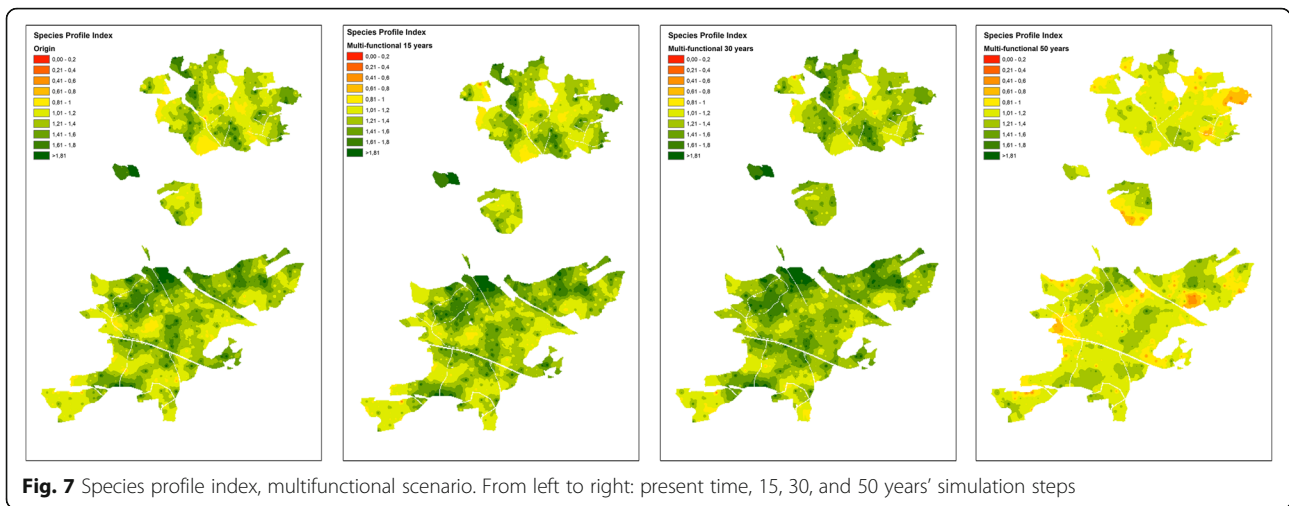 Species Profile Index
Origin
0,00 - 0,2
0,21 - 0,4
0,41 - 0,6
0,61 - 0,8
0,81 - 1
1,01 - 1,2
1,21 - 1,4
1,41 - 1,6
1,61 - 1,8
>1,81
Species Profile Index
Multi-functional 15 years
0,00 - 0,2
0,21 - 0,4
0,41 - 0,6
0,61 - 0,8
0,81 - 1
1,01 - 1,2
1,21 - 1,4
1,41 - 1,6
1,61 - 1,8
>1,81
Species Profile Index
Multi-functional 30 years
0,00 - 0,2
0,21 - 0,4
0,41 - 0,6
0,61 - 0,8
0,81 - 1
1,01 - 1,2
1,21 - 1,4
1,41 - 1,6
1,61 - 1,8
>1,81
Species Profile Index
Multi-functional 50 years
0,00 - 0,2
0,21 - 0,4
0,41 - 0,6
0,61 - 0,8
0,81 - 1
1,01 - 1,2
1,21 - 1,4
1,41 - 1,6
1,61 - 1,8
>1,81
Fig. 7 Species profile index, multifunctional scenario. From left to right: present time, 15, 30, and 50 years’ simulation steps